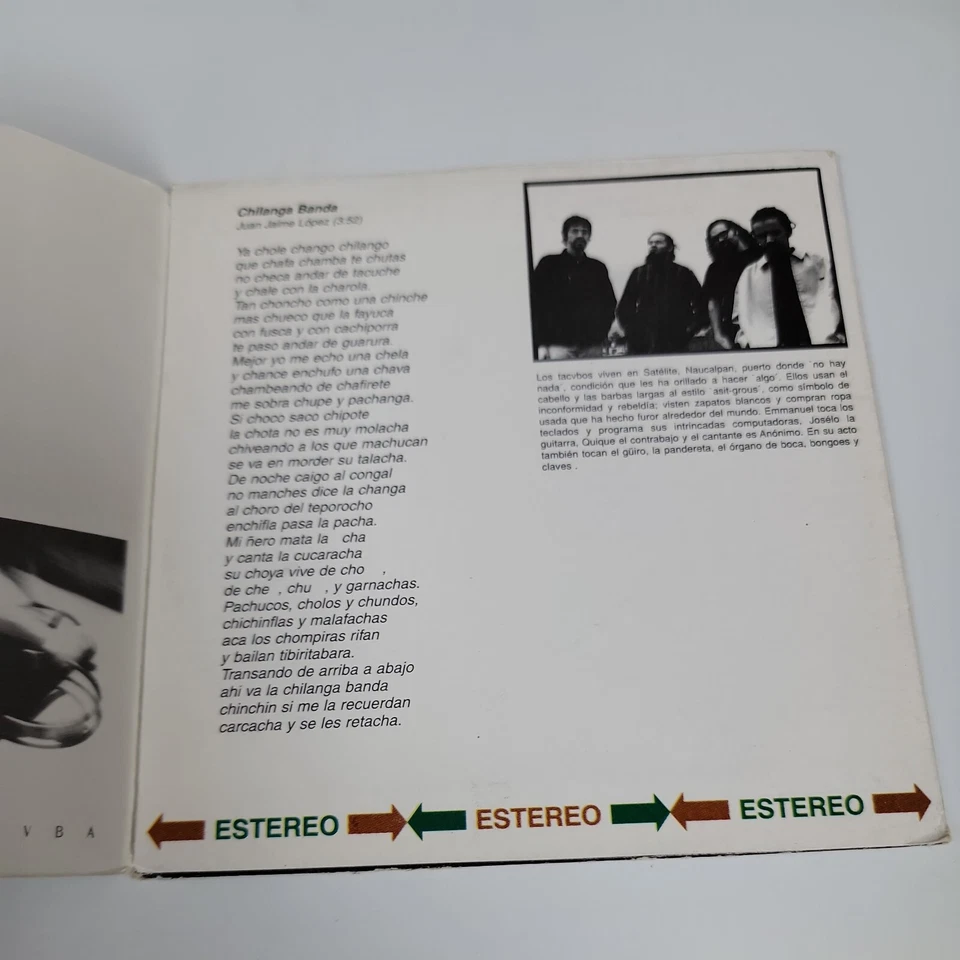 Chilanga Banda
Juan Jaime López (3:52)
Ya chole chango chilango
que chafa chamba te chutas
no checa andar de tacuche
y chale con la charola.
Tan choncho como una chinche
mas chueco que la fayuca
con fusca y con cachiporra
te paso andar de guarura.
Mejor yo me echo una chela
y chance enchufo una chava
chambeando de chafirete
me sobra chupe y pachanga.
Si choco saco chipote
la chota no es muy molacha
chiveando a los que machucan
se va en morder su talacha.
De noche caigo al congal
no manches dice la changa
al choro del teporocho
enchifla pasa la pacha.
Mi ñero mata la cha
y canta la cucaracha
su choya vive de cho ,
de che , chu , y garnachas.
Pachucos, cholos y chundos,
chichinflas y malafachas
aca los chompiras rifan
y bailan tibiritabara.
Transando de arriba a abajo
ahi va la chilanga banda
chinchin si me la recuerdan
carcacha y se les retacha.
Los tacvbos viven en Satélite, Naucalpan, puerto donde ´no hay
nada´, condición que les ha orillado a hacer ´algo´. Ellos usan el
cabello y las barbas largas al estilo ´asit-grous´, como símbolo de
inconformidad y rebeldía; visten zapatos blancos y compran ropa
usada que ha hecho furor alrededor del mundo. Emmanuel toca los
teclados y programa sus intrincadas computadoras, Josélo la
guitarra, Quique el contrabajo y el cantante es Anónimo. En su acto
también tocan el güiro, la pandereta, el órgano de boca, bongoes y
claves .
V B A
ESTEREO ESTEREO ESTEREO